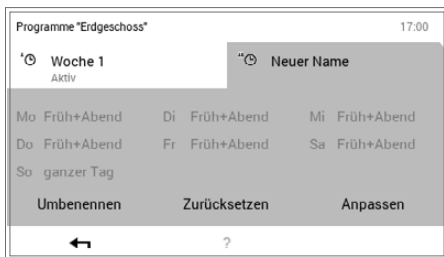 Programme "Erdgeschoss" 17:00
Woche 1 Neuer Name
Aktiv
Mo Früh+Abend Di Früh+Abend Mi Früh+Abend
Do Früh+Abend Fr Früh+Abend Sa Früh+Abend
So ganzer Tag
Umbenennen Zurücksetzen Anpassen
?